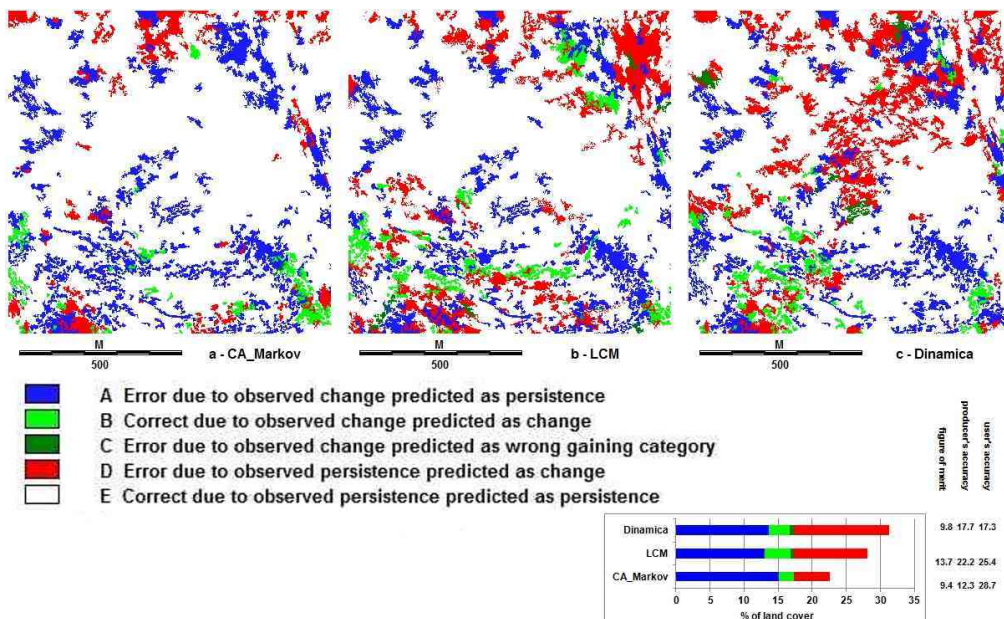 M
500
a - CA_Markov
M
500
b - LCM
M
500
c - Dinamica
A Error due to observed change predicted as persistence
B Correct due to observed change predicted as change
C Error due to observed change predicted as wrong gaining category
D Error due to observed persistence predicted as change
E Correct due to observed persistence predicted as persistence
figure of merit
producer's accuracy
user's accuracy
Dinamica
9.8 17.7 17.3
LCM
13.7 22.2 25.4
CA_Markov
9.4 12.3 28.7
0 5 10 15 20 25 30 35
% of land cover